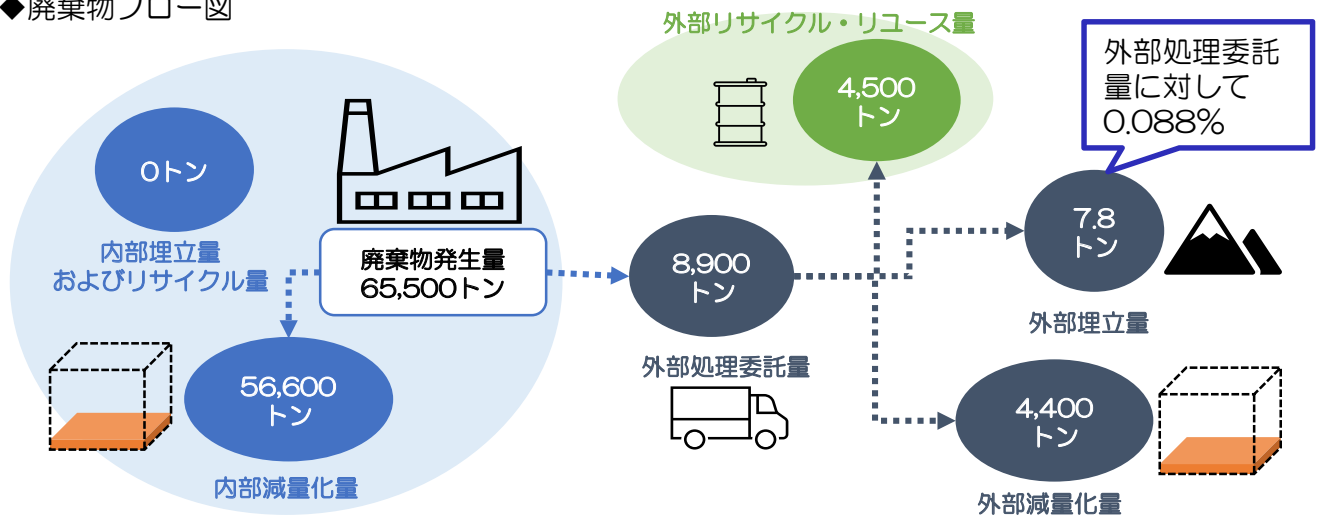 ◆廃棄物フロー図
外部リサイクル・リユース量
4,500
トン
外部処理委託
量に対して
0.088%
0トン
内部埋立量
およびリサイクル量
廃棄物発生量
65,500トン
8,900
トン
外部処理委託量
7.8
トン
外部埋立量
56,600
トン
内部減量化量
4,400
トン
外部減量化量